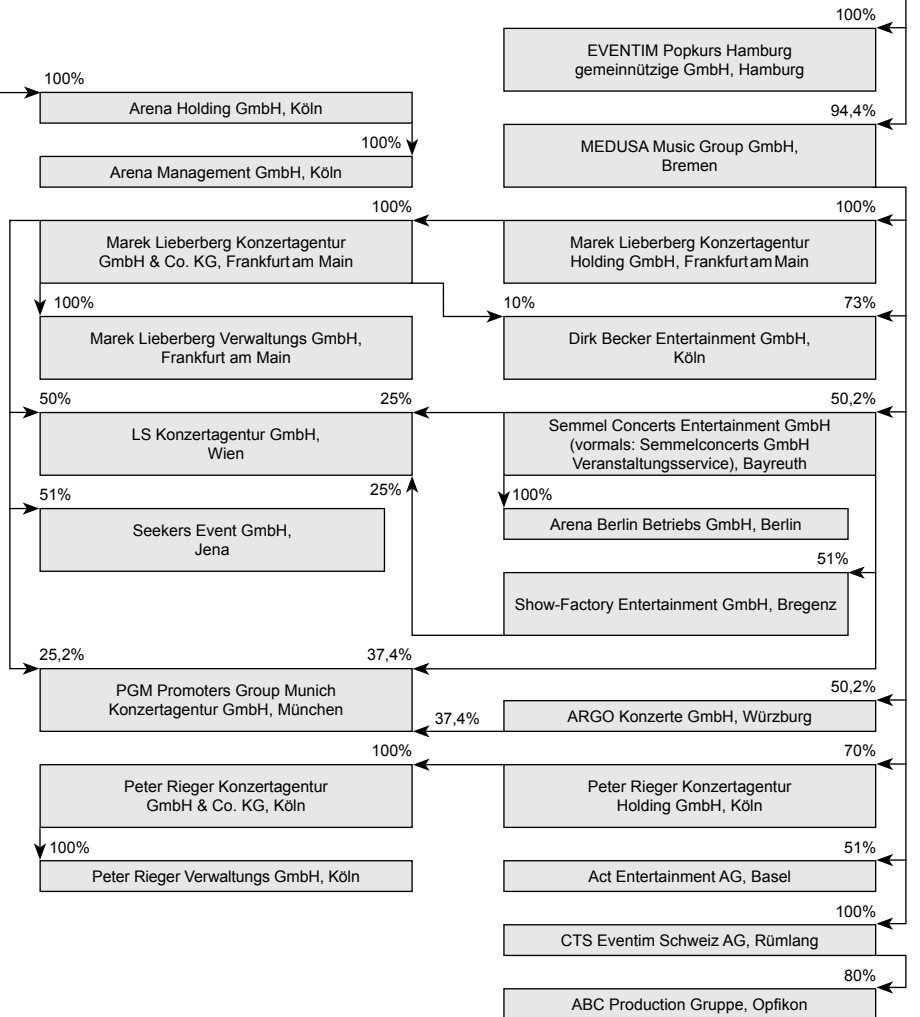 100%
EVENTIM Popkurs Hamburg
gemeinnützige GmbH, Hamburg
100%
Arena Holding GmbH, Köln
94,4%
MEDUSA Music Group GmbH,
Bremen
100%
Arena Management GmbH, Köln
100%
Marek Lieberberg Konzertagentur
GmbH & Co. KG, Frankfurt am Main
100%
Marek Lieberberg Konzertagentur
Holding GmbH, Frankfurt am Main
100%
Marek Lieberberg Verwaltungs GmbH,
Frankfurt am Main
10%
73%
Dirk Becker Entertainment GmbH,
Köln
50%
25%
LS Konzertagentur GmbH,
Wien
25%
50,2%
Semmel Concerts Entertainment GmbH
(vormals: Semmelconcerts GmbH
Veranstaltungsservice), Bayreuth
51%
Seekers Event GmbH,
Jena
100%
Arena Berlin Betriebs GmbH, Berlin
51%
Show-Factory Entertainment GmbH, Bregenz
25,2%
37,4%
PGM Promoters Group Munich
Konzertagentur GmbH, München
37,4%
50,2%
ARGO Konzerte GmbH, Würzburg
100%
Peter Rieger Konzertagentur
GmbH & Co. KG, Köln
70%
Peter Rieger Konzertagentur
Holding GmbH, Köln
100%
Peter Rieger Verwaltungs GmbH, Köln
51%
Act Entertainment AG, Basel
100%
CTS Eventim Schweiz AG, Rümlang
80%
ABC Production Gruppe, Opfikon